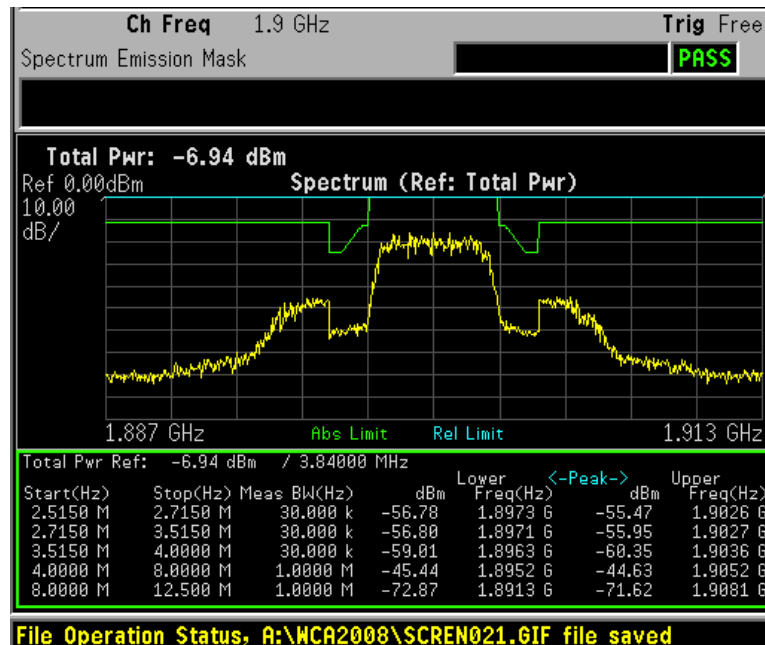 Ch Freq 1.9 GHz Trig Free
Spectrum Emission Mask PASS
Total Pwr: -6.94 dBm
Ref 0.00dBm Spectrum (Ref: Total Pwr)
10.00
dB/
1.887 GHz Abs Limit Rel Limit 1.913 GHz
Total Pwr Ref: -6.94 dBm / 3.84000 MHz
Lower <-Peak-> Upper
Start(Hz) Stop(Hz) Meas BW(Hz) dBm Freq(Hz) dBm Freq(Hz)
2.5150 M 2.7150 M 30.000 k -56.78 1.8973 G -55.47 1.9026 G
2.7150 M 3.5150 M 30.000 k -56.80 1.8971 G -55.95 1.9027 G
3.5150 M 4.0000 M 30.000 k -59.01 1.8963 G -60.35 1.9036 G
4.0000 M 8.0000 M 1.0000 M -45.44 1.8952 G -44.63 1.9052 G
8.0000 M 12.500 M 1.0000 M -72.87 1.8913 G -71.62 1.9081 G
File Operation Status, A:\WCA2008\SCREN021.GIF file saved